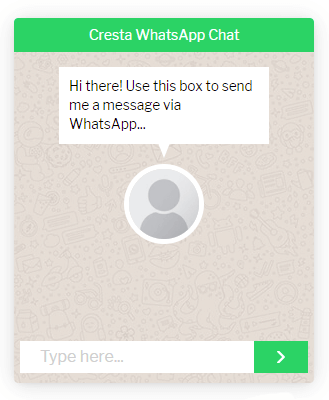 Cresta WhatsApp Chat
Hi there! Use this box to send
me a message via
WhatsApp...
Type here...